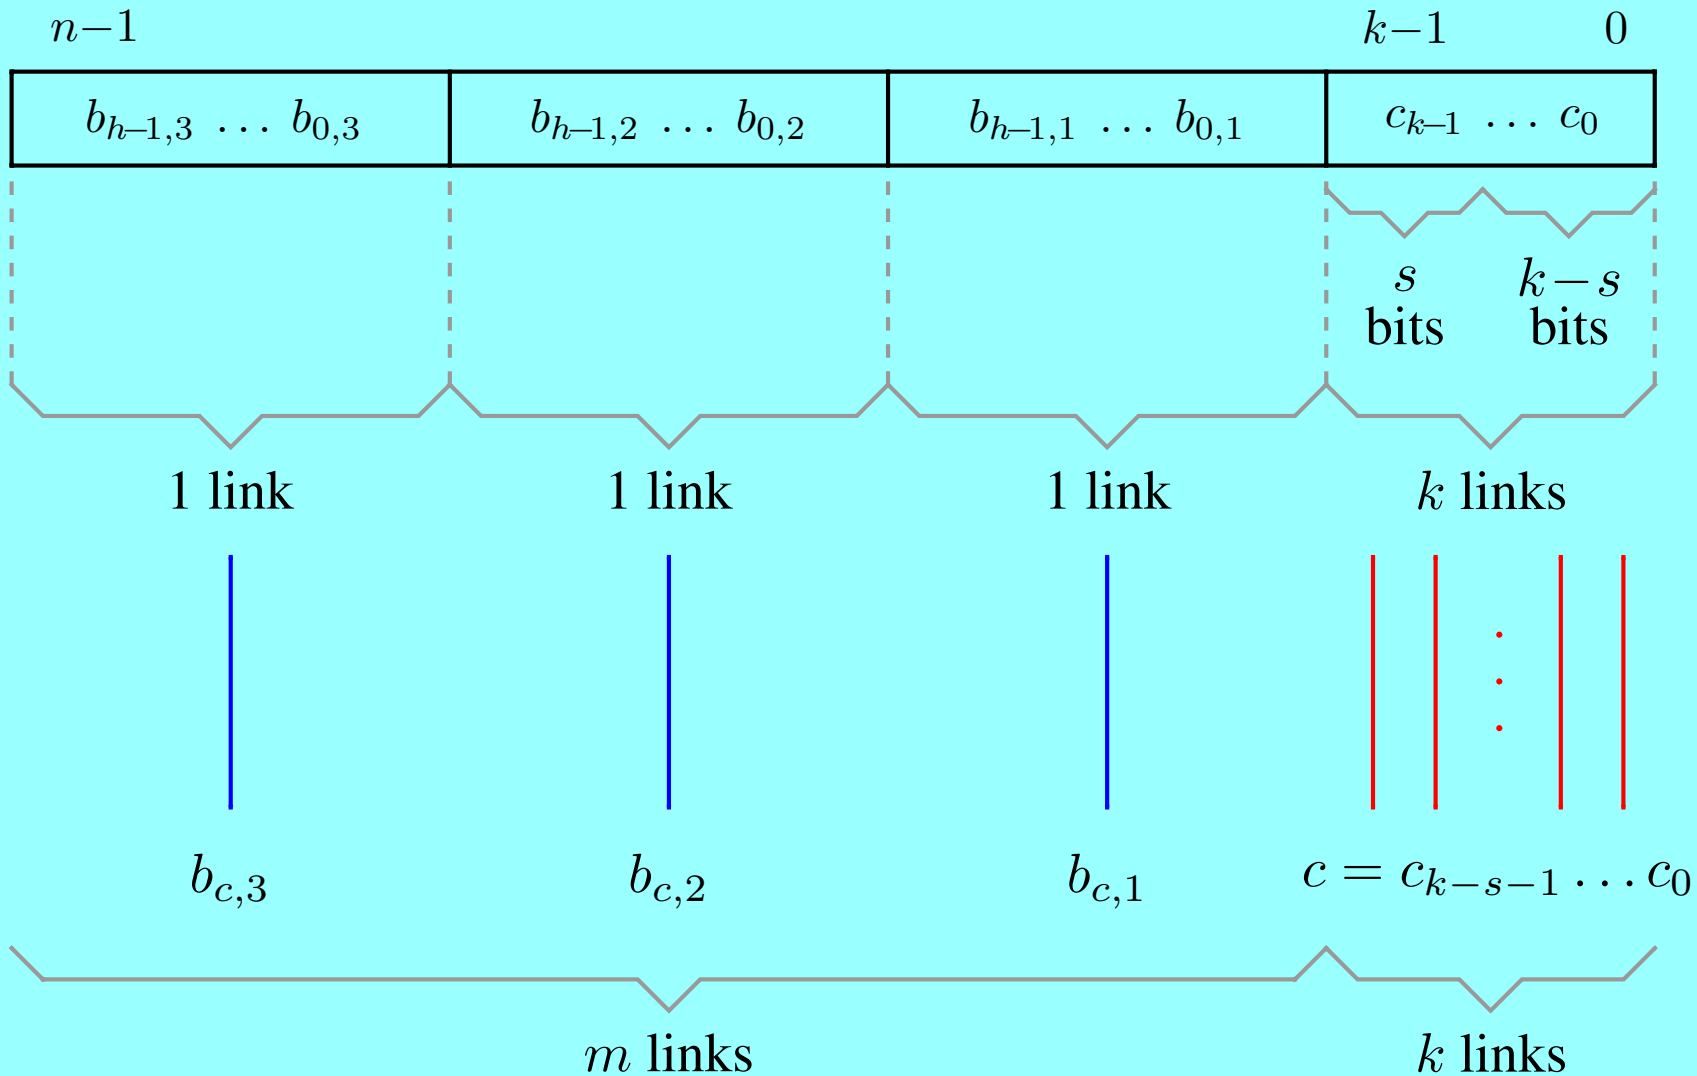 n−1 k−1 0
b_{h−1,3} … b_{0,3} b_{h−1,2} … b_{0,2} b_{h−1,1} … b_{0,1} c_{k−1} … c_0
s k−s
bits bits
1 link 1 link 1 link k links
b_{c,3} b_{c,2} b_{c,1} c = c_{k−s−1} … c_0
m links k links